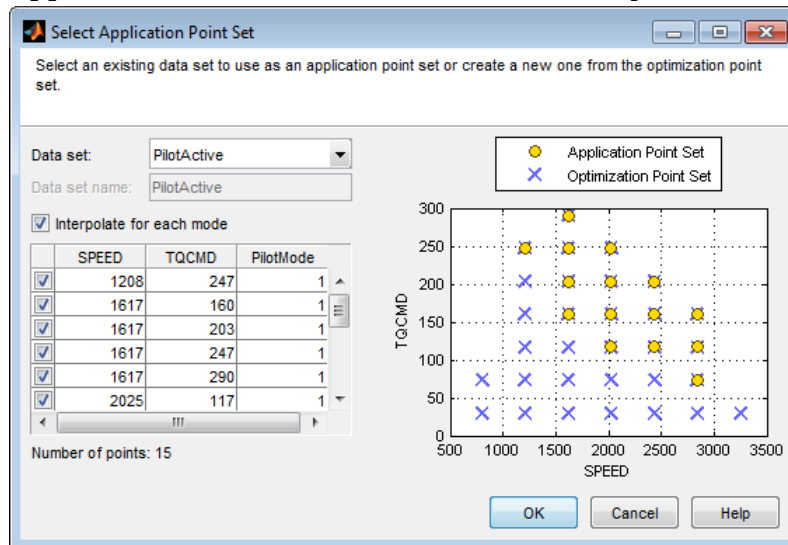 Select Application Point Set
Select an existing data set to use as an application point set or create a new one from the optimization point
set.
Data set: PilotActive
Data set name: PilotActive
Interpolate for each mode
SPEED TQCMD PilotMode
1208 247 1
1617 160 1
1617 203 1
1617 247 1
1617 290 1
2025 117 1
Number of points: 15
Application Point Set
Optimization Point Set
300
250
200
150
100
50
0
TQCMD
500 1000 1500 2000 2500 3000 3500
SPEED
OK Cancel Help